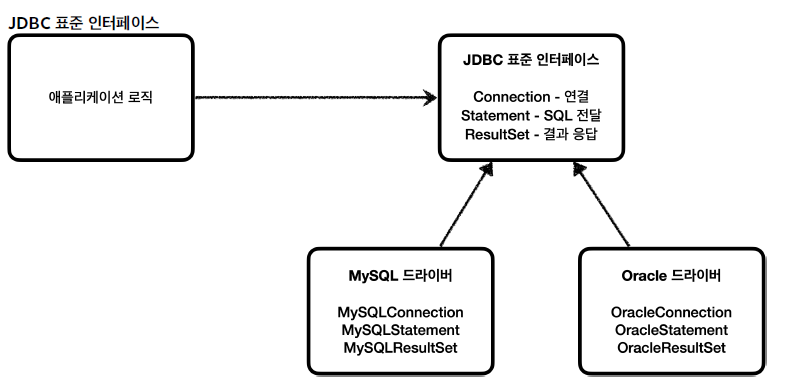 JDBC 표준 인터페이스
애플리케이션 로직
JDBC 표준 인터페이스
Connection - 연결
Statement - SQL 전달
ResultSet - 결과 응답
MySQL 드라이버
MySQLConnection
MySQLStatement
MySQLResultSet
Oracle 드라이버
OracleConnection
OracleStatement
OracleResultSet